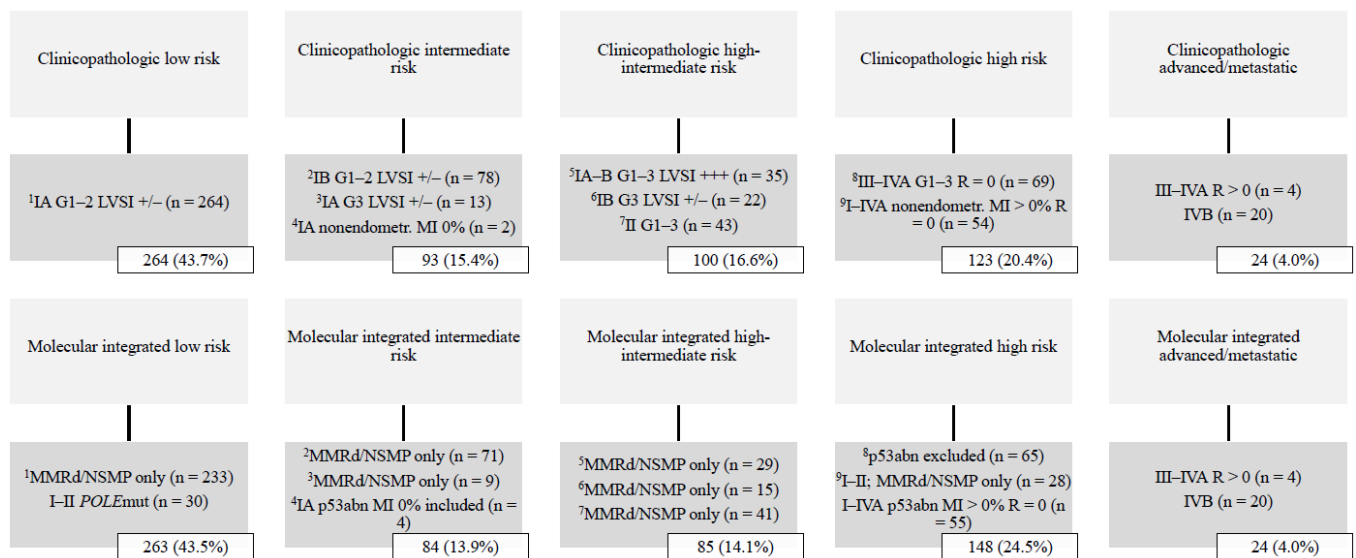 Clinicopathologic low risk
Clinicopathologic intermediate
risk
Clinicopathologic high-
intermediate risk
Clinicopathologic high risk
Clinicopathologic
advanced/metastatic
¹IA G1–2 LVSI +/– (n = 264)
264 (43.7%)
²IB G1–2 LVSI +/– (n = 78)
³IA G3 LVSI +/– (n = 13)
⁴IA nonendometr. MI 0% (n = 2)
93 (15.4%)
⁵IA–B G1–3 LVSI +++ (n = 35)
⁶IB G3 LVSI +/– (n = 22)
⁷II G1–3 (n = 43)
100 (16.6%)
⁸III–IVA G1–3 R = 0 (n = 69)
⁹I–IVA nonendometr. MI > 0% R
= 0 (n = 54)
123 (20.4%)
III–IVA R > 0 (n = 4)
IVB (n = 20)
24 (4.0%)
Molecular integrated low risk
Molecular integrated intermediate
risk
Molecular integrated high-
intermediate risk
Molecular integrated high risk
Molecular integrated
advanced/metastatic
¹MMRd/NSMP only (n = 233)
I–II POLEmut (n = 30)
263 (43.5%)
²MMRd/NSMP only (n = 71)
³MMRd/NSMP only (n = 9)
⁴IA p53abn MI 0% included (n =
4)
84 (13.9%)
⁵MMRd/NSMP only (n = 29)
⁶MMRd/NSMP only (n = 15)
⁷MMRd/NSMP only (n = 41)
85 (14.1%)
⁸p53abn excluded (n = 65)
⁹I–II; MMRd/NSMP only (n = 28)
I–IVA p53abn MI > 0% R = 0 (n
= 55)
148 (24.5%)
III–IVA R > 0 (n = 4)
IVB (n = 20)
24 (4.0%)